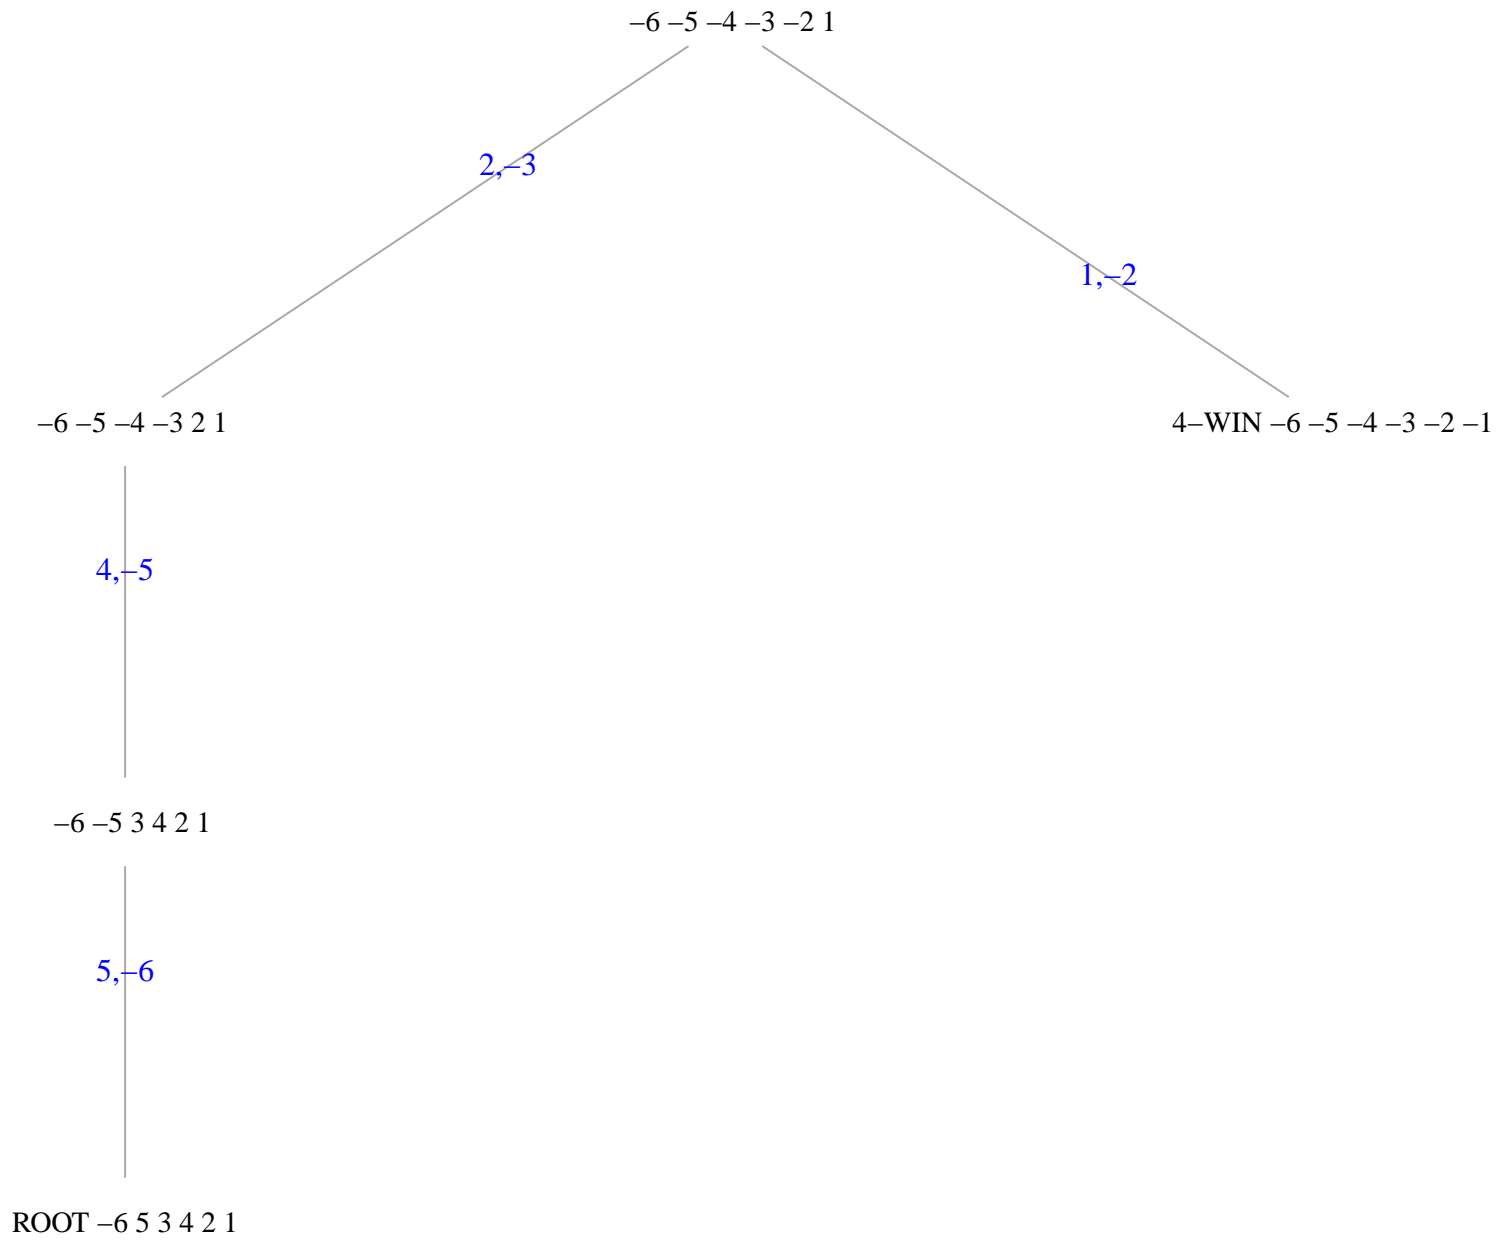 –6 –5 –4 –3 –2 1
2,–3
1,–2
–6 –5 –4 –3 2 1
4–WIN –6 –5 –4 –3 –2 –1
4,–5
–6 –5 3 4 2 1
5,–6
ROOT –6 5 3 4 2 1